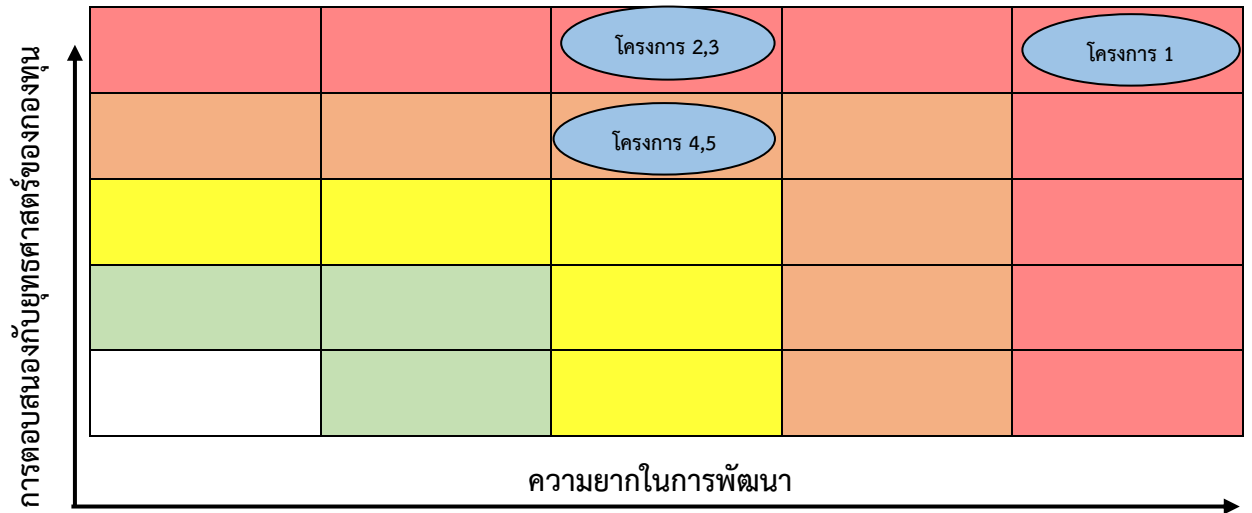 การตอบสนองกับยุทธศาสตร์ของกองทุน
โครงการ 2,3
โครงการ 1
โครงการ 4,5
ความยากในการพัฒนา